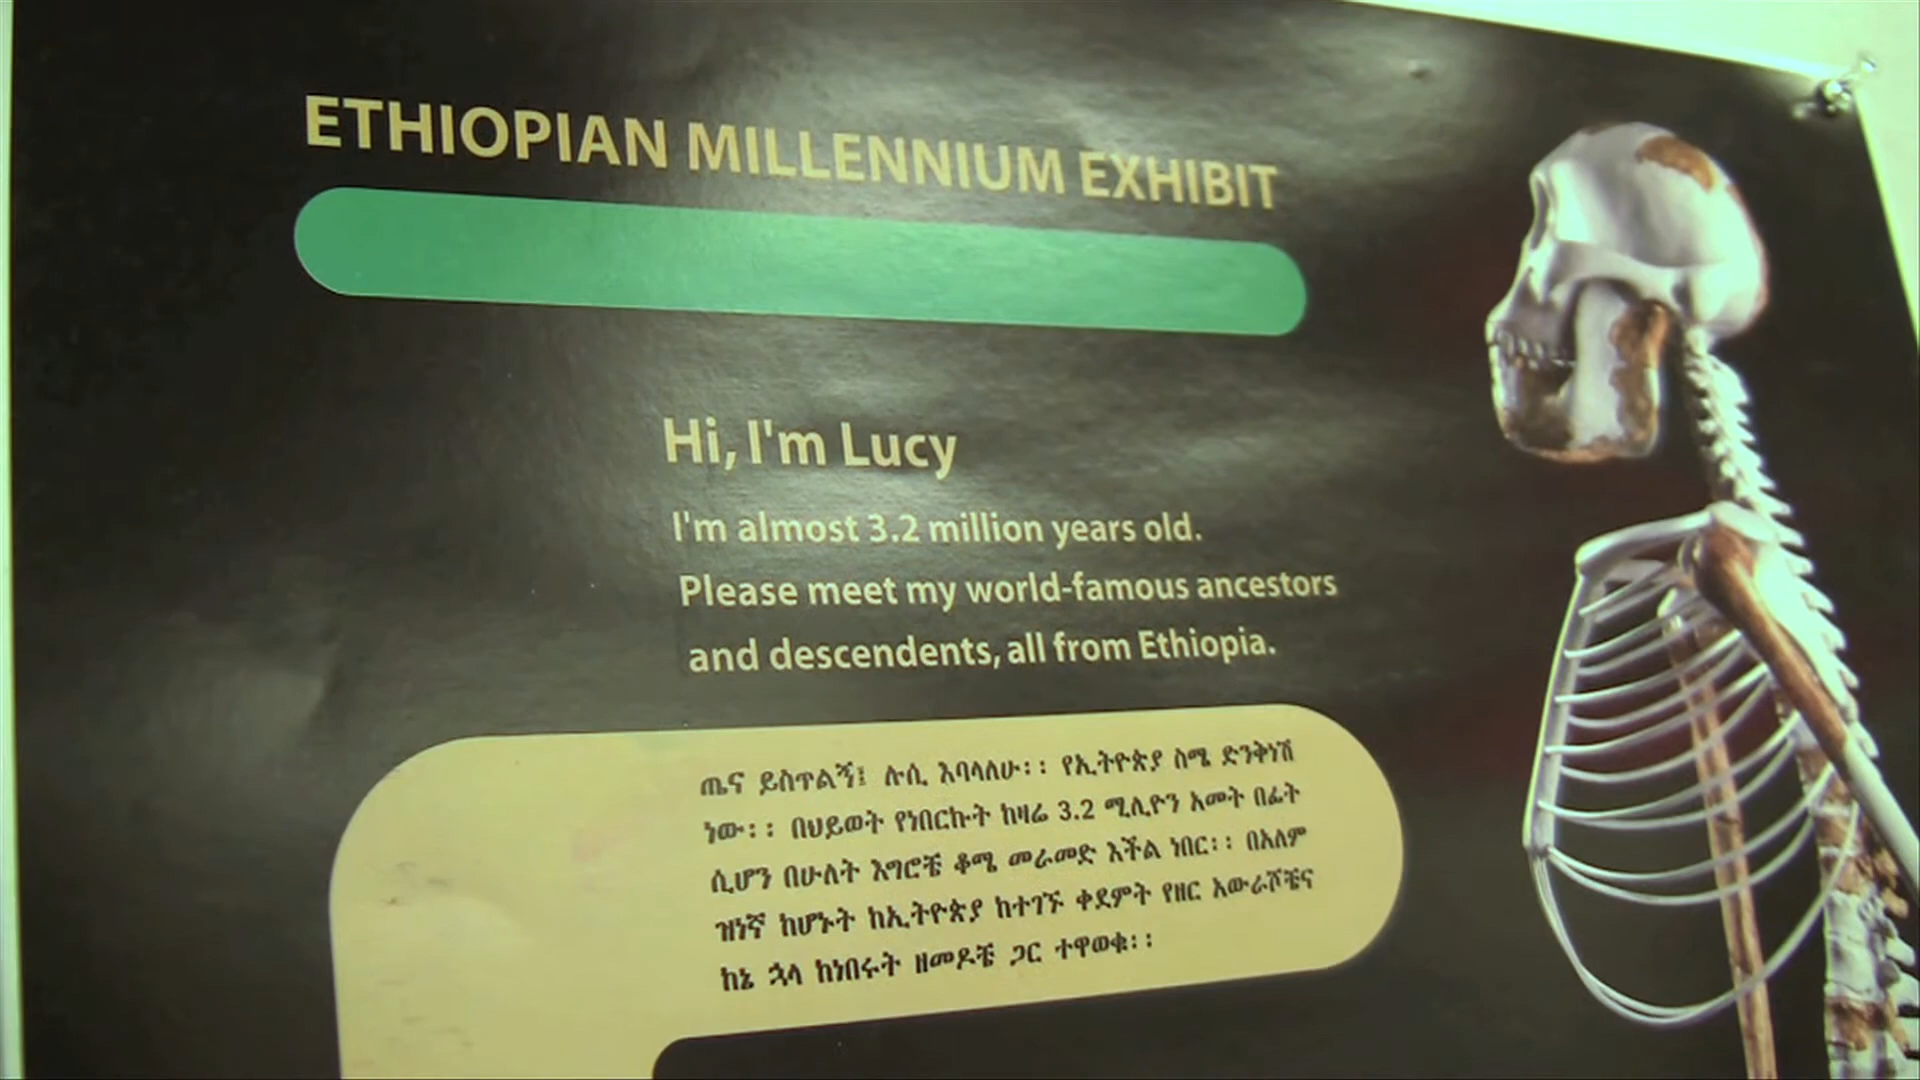 ETHIOPIAN MILLENNIUM EXHIBIT
Hi, I'm Lucy
I'm almost 3.2 million years old.
Please meet my world-famous ancestors
and descendents, all from Ethiopia.
ጤና ይስጥልኝ፤ ሉሲ እባላለሁ፡፡ የኢትዮጵያ ስሜ ድንቅነሽ
ነው፡፡ በህይወት የነበርኩት ከዛሬ 3.2 ሚሊዮን አመት በፊት
ሲሆን በሁለት እግሮቼ ቆሜ መራመድ እችል ነበር፡፡ በአለም
ዝነኛ ከሆኑት ከኢትዮጵያ ከተገኙ ቀደምት የዘር አውራሾቼና
ከኔ ኋላ ከነበሩት ዘመዶቼ ጋር ተዋወቁ፡፡